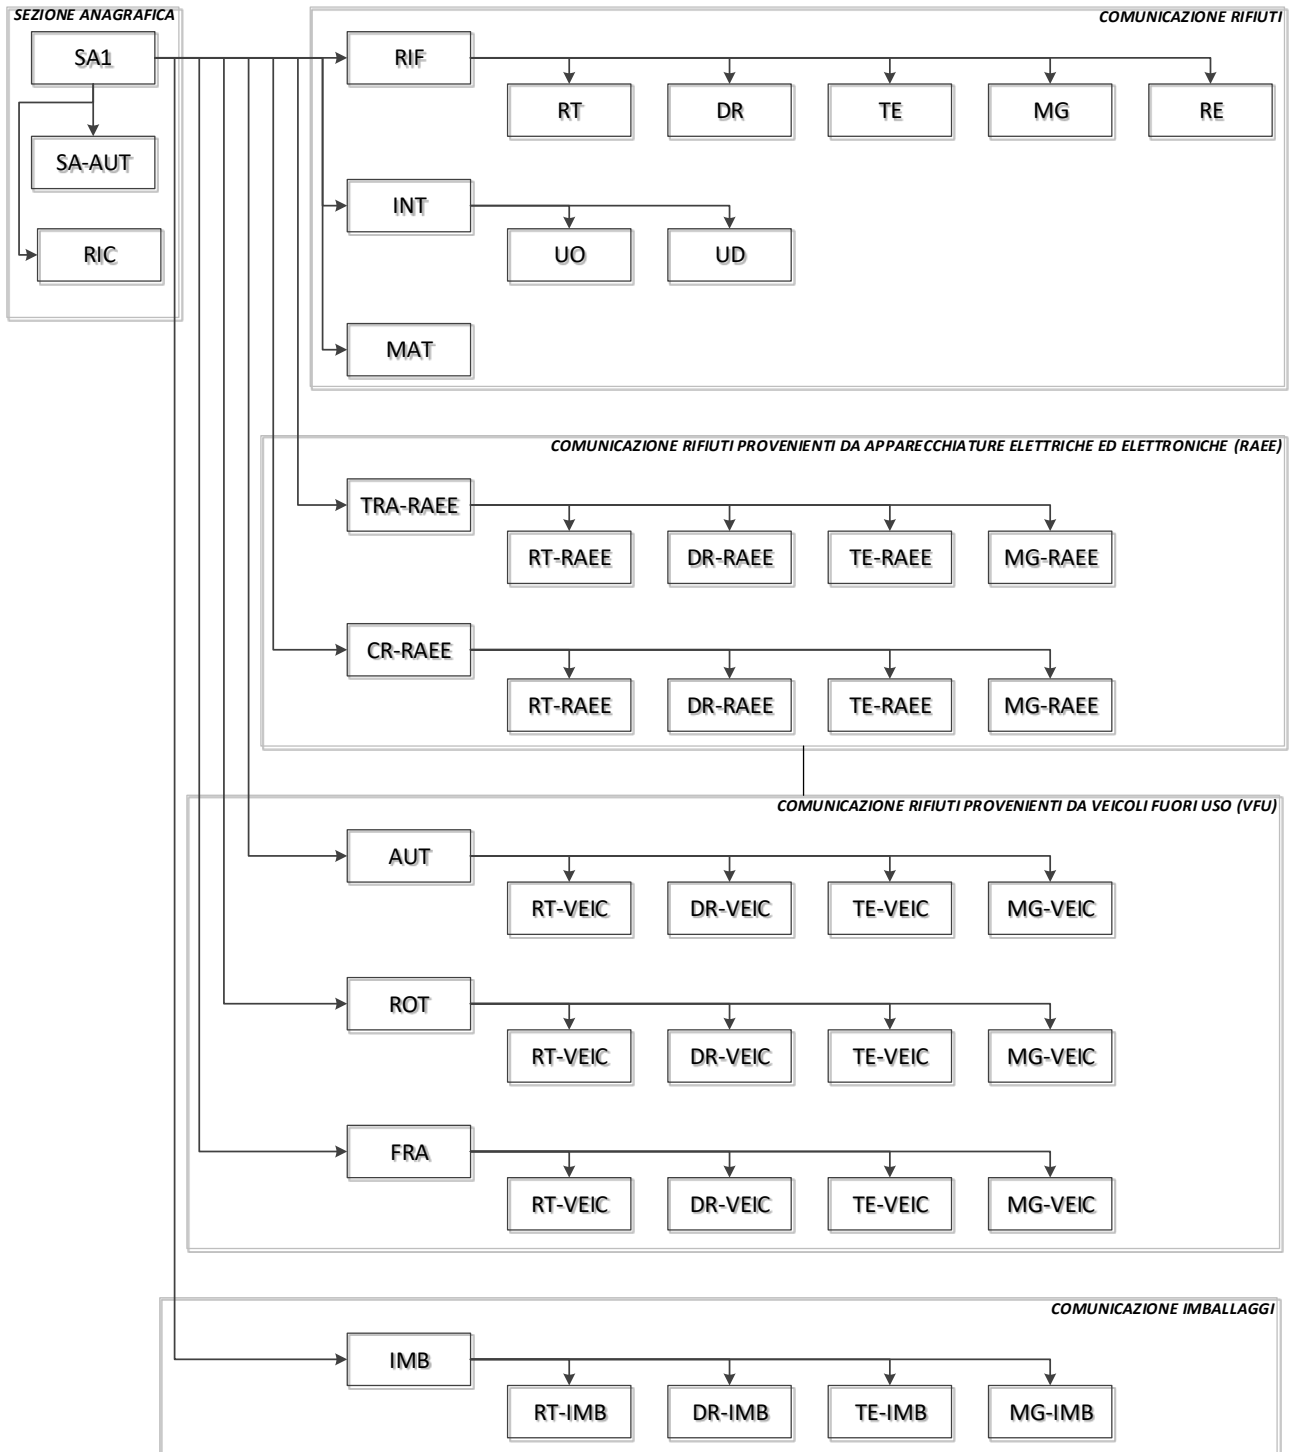 SEZIONE ANAGRAFICA
SA1
SA-AUT
RIC
COMUNICAZIONE RIFIUTI
RIF
RT DR TE MG RE
INT
UO UD
MAT
COMUNICAZIONE RIFIUTI PROVENIENTI DA APPARECCHIATURE ELETTRICHE ED ELETTRONICHE (RAEE)
TRA-RAEE
RT-RAEE DR-RAEE TE-RAEE MG-RAEE
CR-RAEE
RT-RAEE DR-RAEE TE-RAEE MG-RAEE
COMUNICAZIONE RIFIUTI PROVENIENTI DA VEICOLI FUORI USO (VFU)
AUT
RT-VEIC DR-VEIC TE-VEIC MG-VEIC
ROT
RT-VEIC DR-VEIC TE-VEIC MG-VEIC
FRA
RT-VEIC DR-VEIC TE-VEIC MG-VEIC
COMUNICAZIONE IMBALLAGGI
IMB
RT-IMB DR-IMB TE-IMB MG-IMB